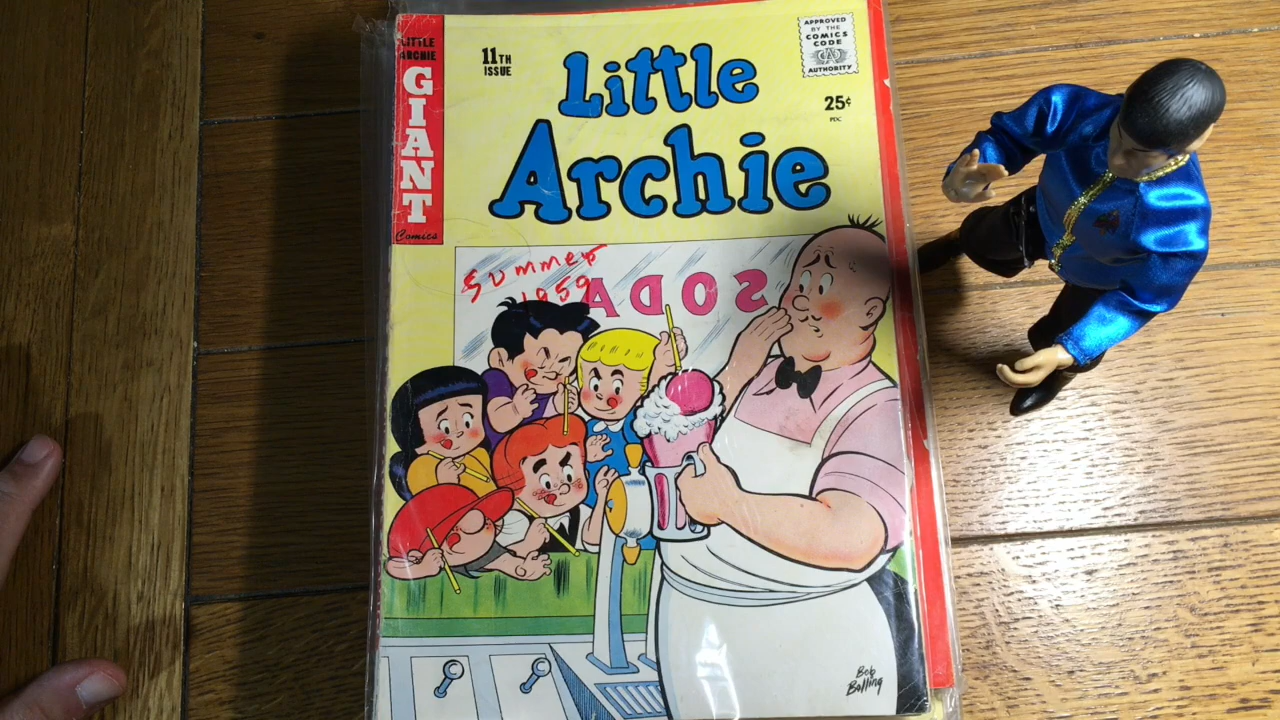 LITTLE
ARCHIE
GIANT
Comics
11TH
ISSUE
Little
Archie
APPROVED
BY THE
COMICS
CODE
CA
AUTHORITY
25¢
PDC
Summer
1959
SODA
Bob
Bolling